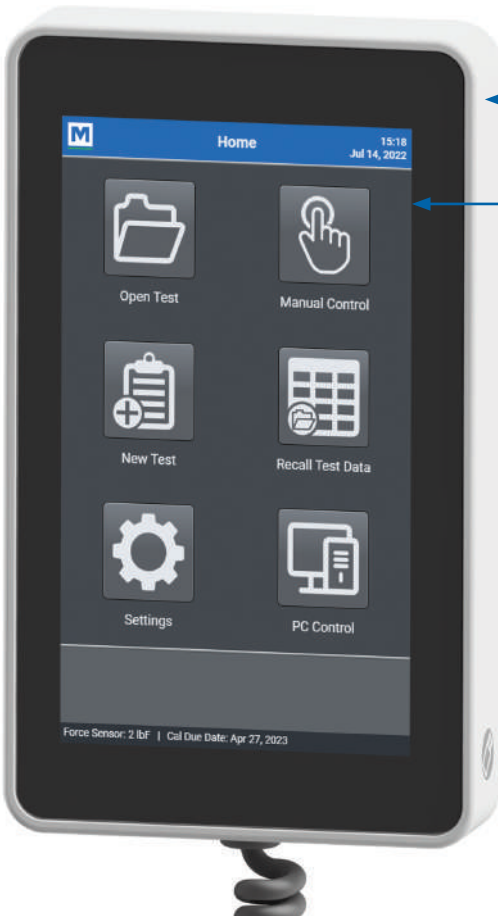 M
Home
15:18
Jul 14, 2022
Open Test
Manual Control
New Test
Recall Test Data
Settings
PC Control
Force Sensor: 2 lbF | Cal Due Date: Apr 27, 2023